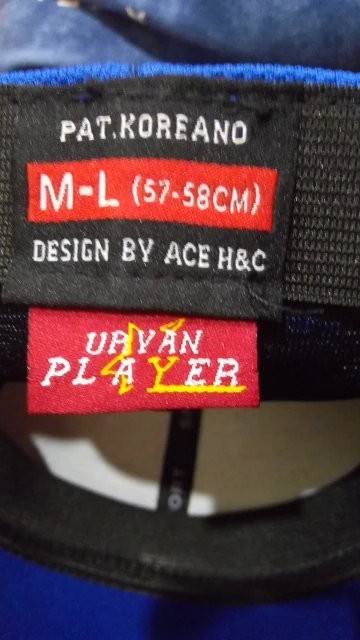 PAT.KOREANO
M-L (57-58CM)
DESIGN BY ACE H&C
URVAN
PLAYER